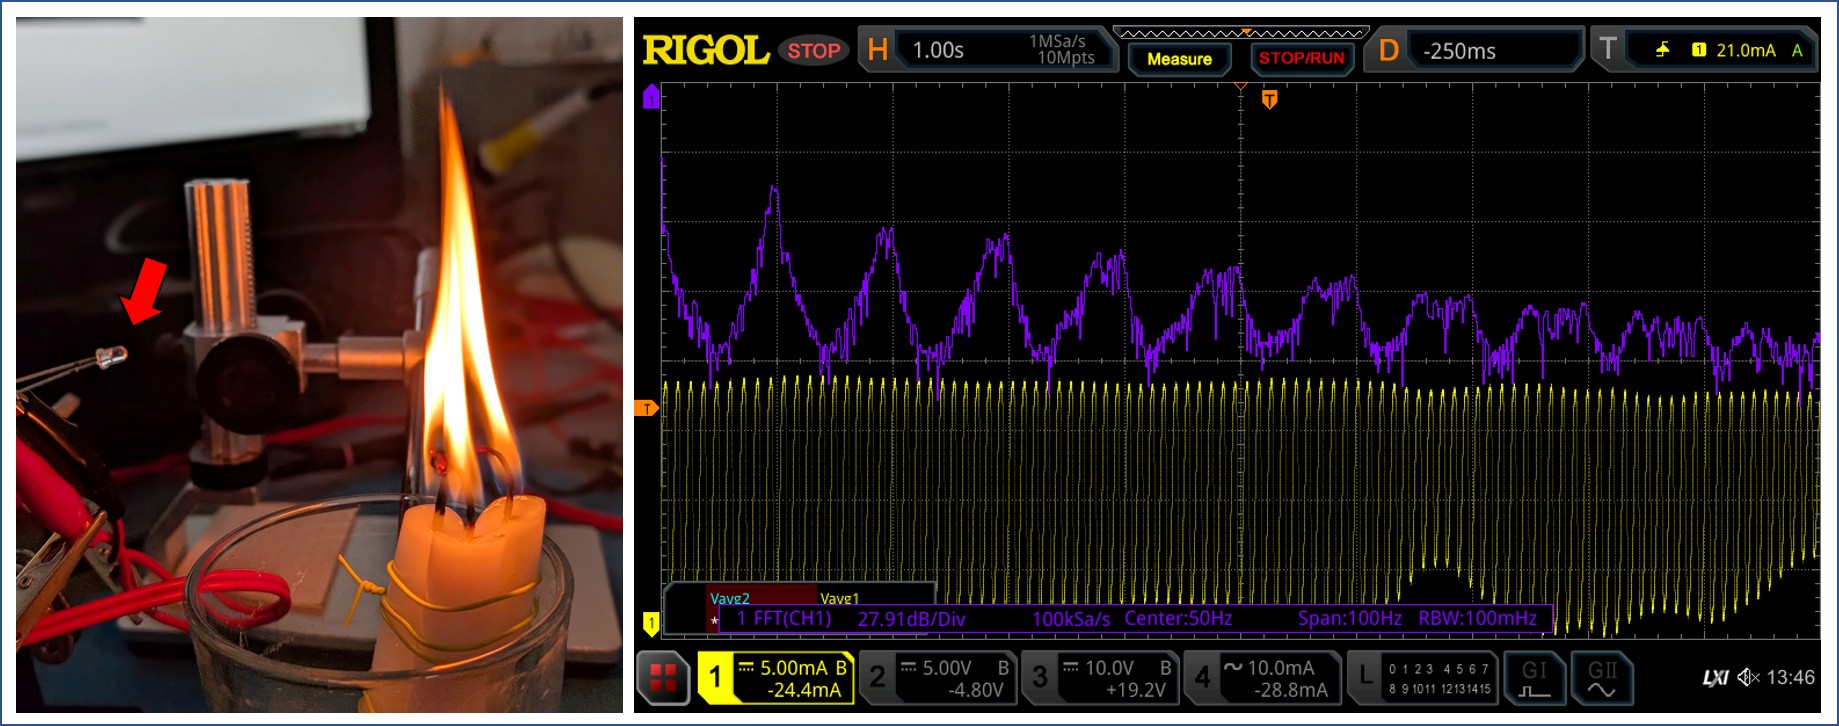 RIGOL STOP H 1.00s 1MSa/s 10Mpts Measure STOP/RUN D -250ms T 1 21.0mA A
1
T
T
Vavg2 Vavg1
1 * 1 FFT(CH1) 27.91dB/Div 100kSa/s Center:50Hz Span:100Hz RBW:100mHz
1 5.00mA B -24.4mA 2 5.00V B -4.80V 3 10.0V B +19.2V 4 10.0mA -28.8mA L 0 1 2 3 4 5 6 7 8 9 10 11 12 13 14 15 GI GII LXI 13:46